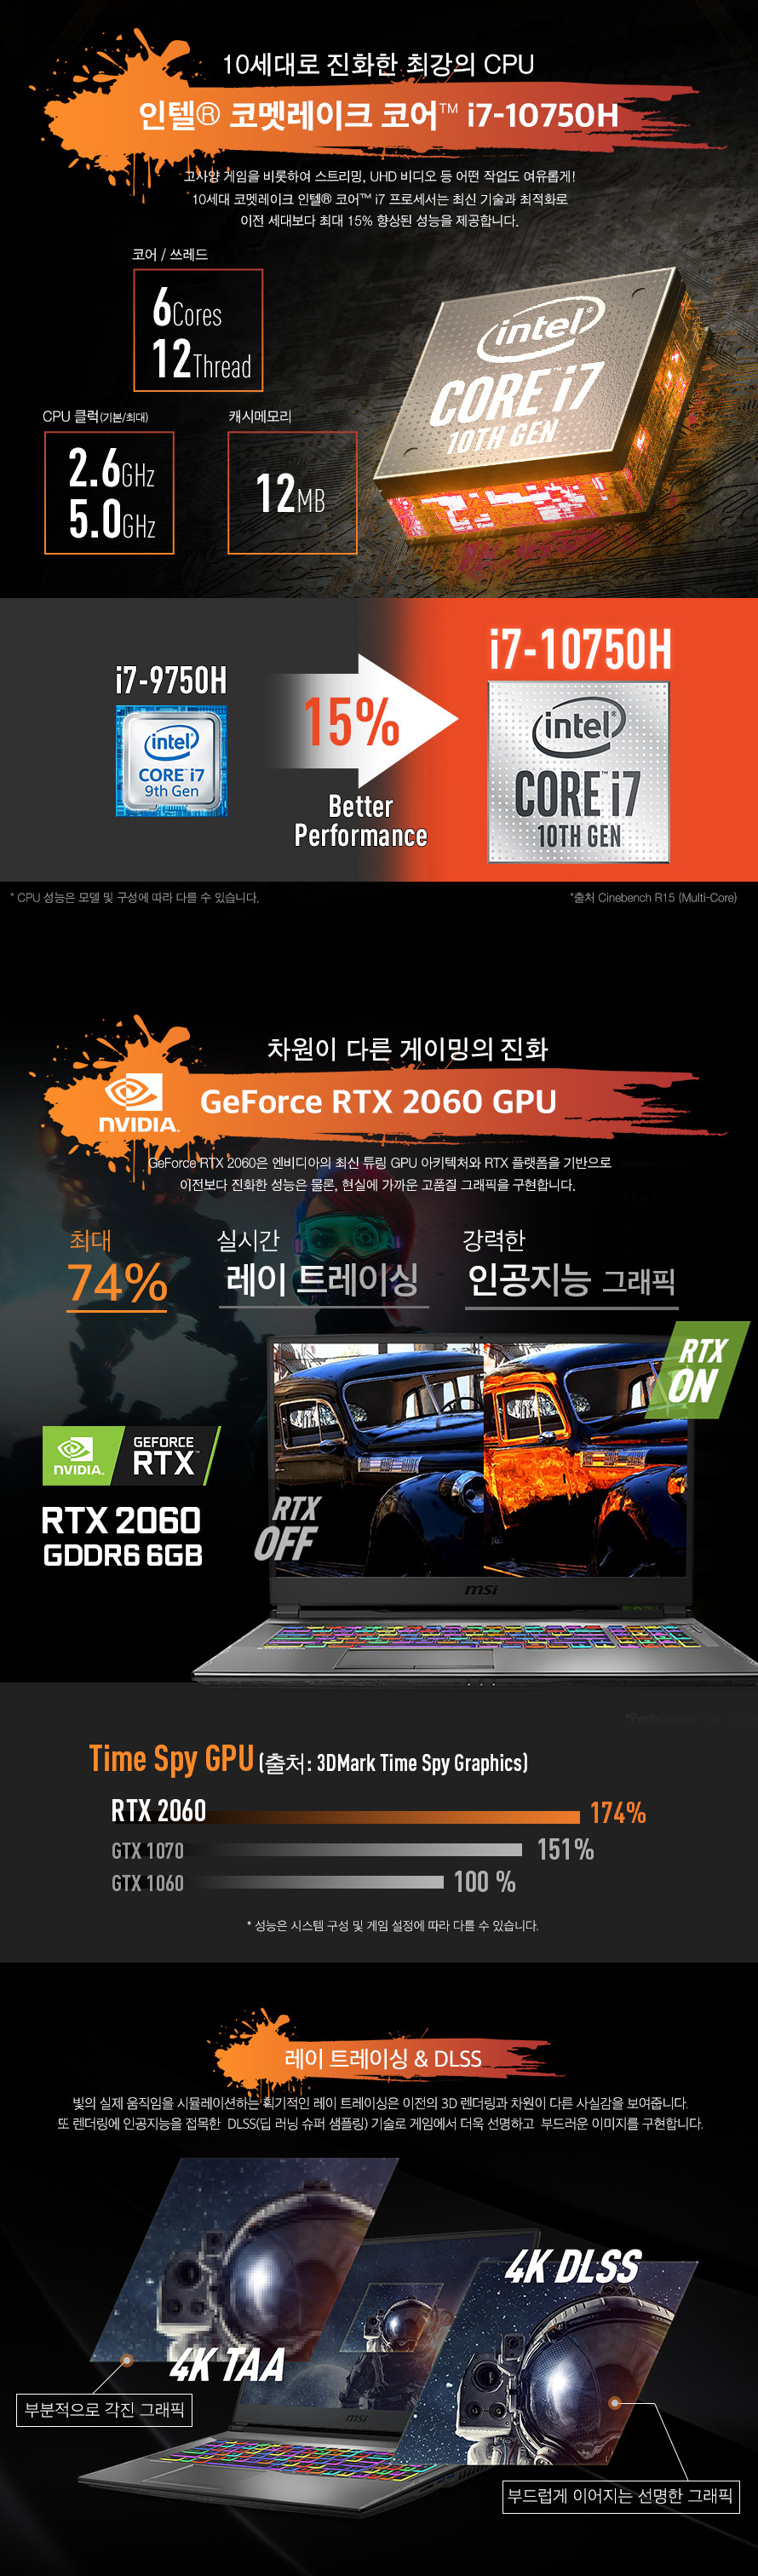 10세대로 진화한 최강의 CPU
인텔® 코멧레이크 코어™ i7-10750H
고사양 게임을 비롯하여 스트리밍, UHD 비디오 등 어떤 작업도 여유롭게!
10세대 코멧레이크 인텔® 코어™ i7 프로세서는 최신 기술과 최적화로
이전 세대보다 최대 15% 향상된 성능을 제공합니다.
코어 / 쓰레드
6Cores
12Thread
CPU 클럭(기본/최대)
2.6GHz
5.0GHz
캐시메모리
12MB
intel®
CORE™ i7
10TH GEN
i7-9750H
intel®
CORE™ i7
9th Gen
15%
Better
Performance
i7-10750H
intel®
CORE™ i7
10TH GEN
* CPU 성능은 모델 및 구성에 따라 다를 수 있습니다.
*출처 Cinebench R15 (Multi-Core)
차원이 다른 게이밍의 진화
NVIDIA.
GeForce RTX 2060 GPU
GeForce RTX 2060은 엔비디아의 최신 튜링 GPU 아키텍처와 RTX 플랫폼을 기반으로
이전보다 진화한 성능은 물론, 현실에 가까운 고품질 그래픽을 구현합니다.
최대
74%
실시간
레이 트레이싱
강력한
인공지능 그래픽
RTX
ON
RTX
OFF
NVIDIA.
GEFORCE
RTX™
RTX 2060
GDDR6 6GB
msi
Time Spy GPU (출처: 3DMark Time Spy Graphics)
RTX 2060 174%
GTX 1070 151%
GTX 1060 100 %
* 성능은 시스템 구성 및 게임 설정에 따라 다를 수 있습니다.
레이 트레이싱 & DLSS
빛의 실제 움직임을 시뮬레이션하는 획기적인 레이 트레이싱은 이전의 3D 렌더링과 차원이 다른 사실감을 보여줍니다.
또 렌더링에 인공지능을 접목한 DLSS(딥 러닝 슈퍼 샘플링) 기술로 게임에서 더욱 선명하고 부드러운 이미지를 구현합니다.
4K DLSS
4K TAA
부분적으로 각진 그래픽
msi
부드럽게 이어지는 선명한 그래픽